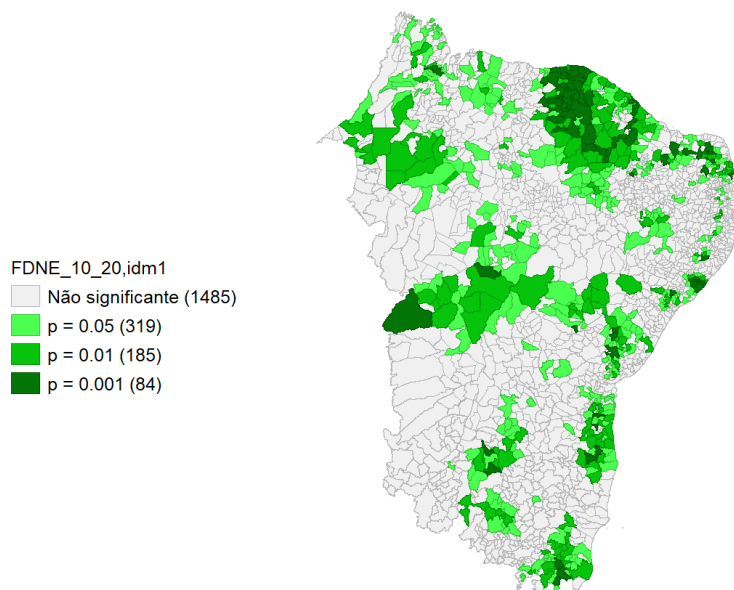 FDNE_10_20,idm1
Não significante (1485)
p = 0.05 (319)
p = 0.01 (185)
p = 0.001 (84)